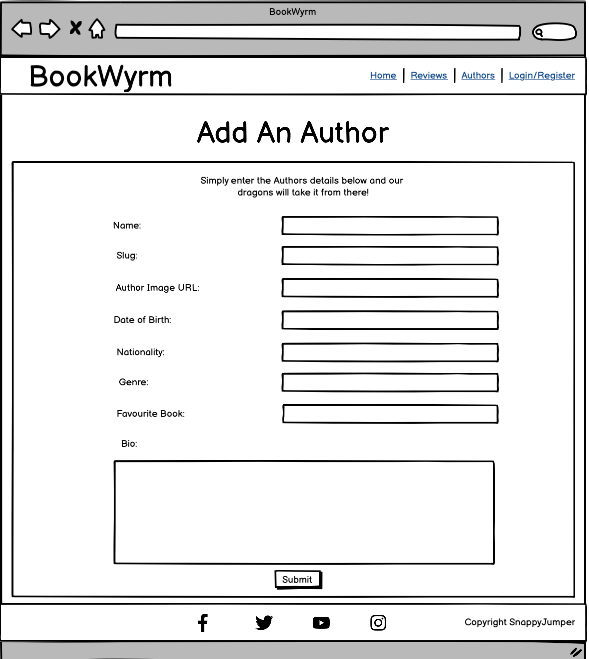 BookWyrm
BookWyrm
Home | Reviews | Authors | Login/Register
Add An Author
Simply enter the Authors details below and our
dragons will take it from there!
Name:
Slug:
Author Image URL:
Date of Birth:
Nationality:
Genre:
Favourite Book:
Bio:
Submit
Copyright SnappyJumper